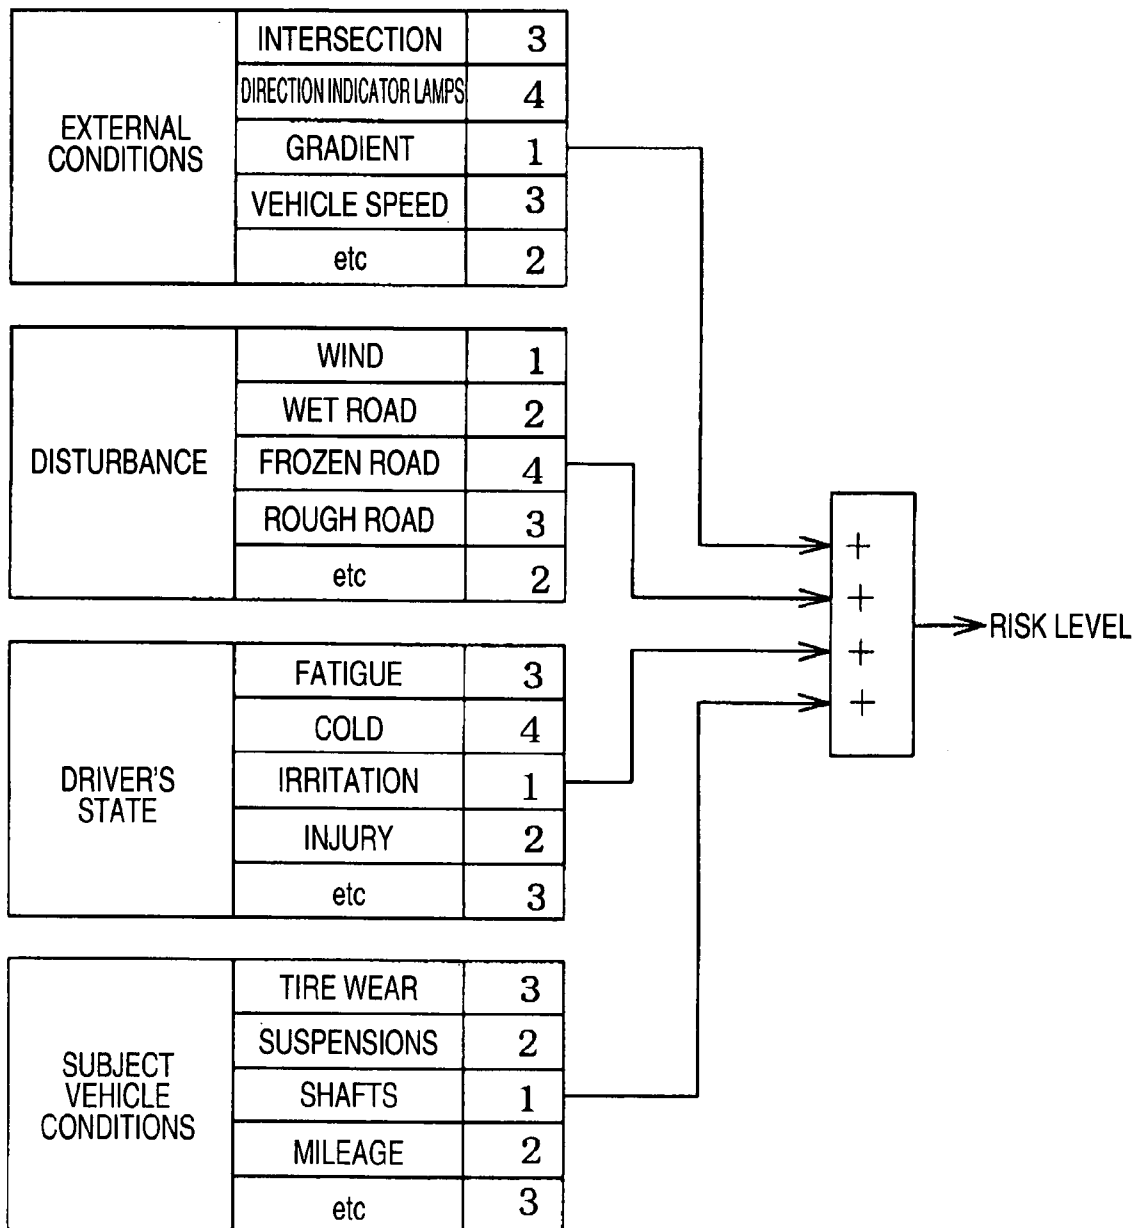 EXTERNAL
CONDITIONS
INTERSECTION 3
DIRECTION INDICATOR LAMPS 4
GRADIENT 1
VEHICLE SPEED 3
etc 2
DISTURBANCE
WIND 1
WET ROAD 2
FROZEN ROAD 4
ROUGH ROAD 3
etc 2
+
+
+
+
RISK LEVEL
DRIVER'S
STATE
FATIGUE 3
COLD 4
IRRITATION 1
INJURY 2
etc 3
SUBJECT
VEHICLE
CONDITIONS
TIRE WEAR 3
SUSPENSIONS 2
SHAFTS 1
MILEAGE 2
etc 3